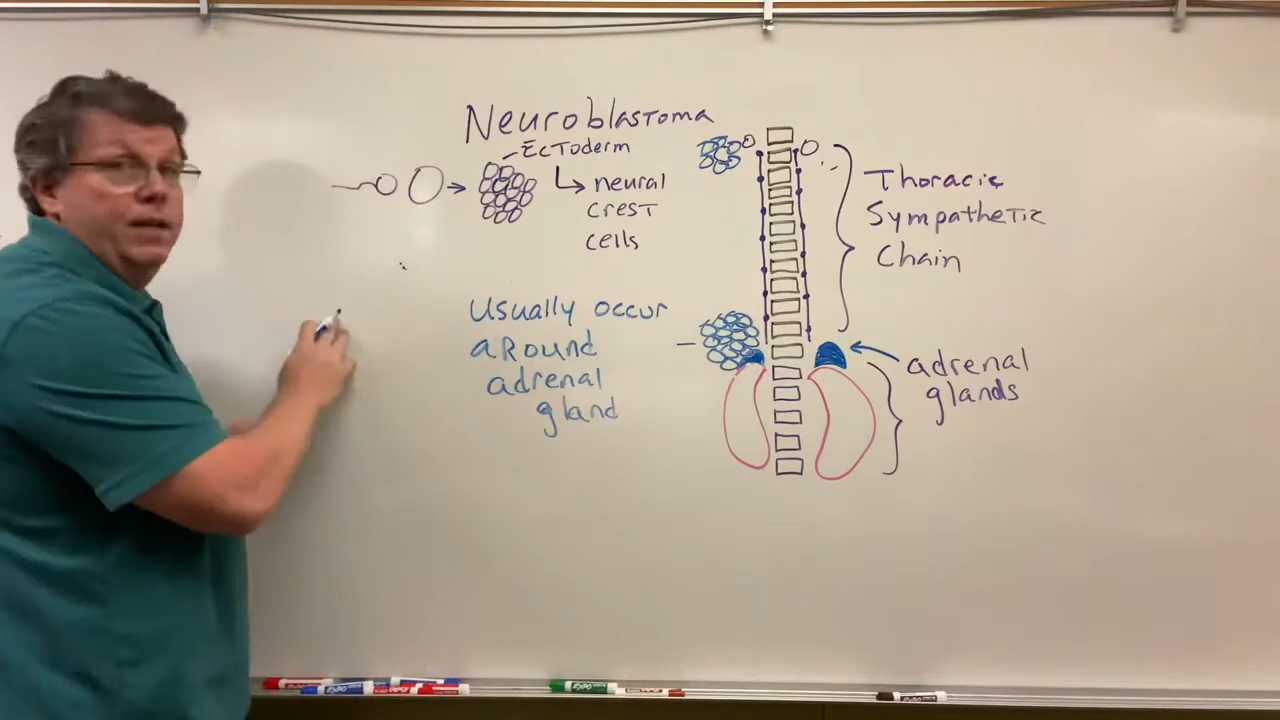 Neuroblastoma
-Ectoderm
neural
crest
cells
Thoracic
Sympathetic
Chain
Usually occur
around
adrenal
gland
adrenal
glands